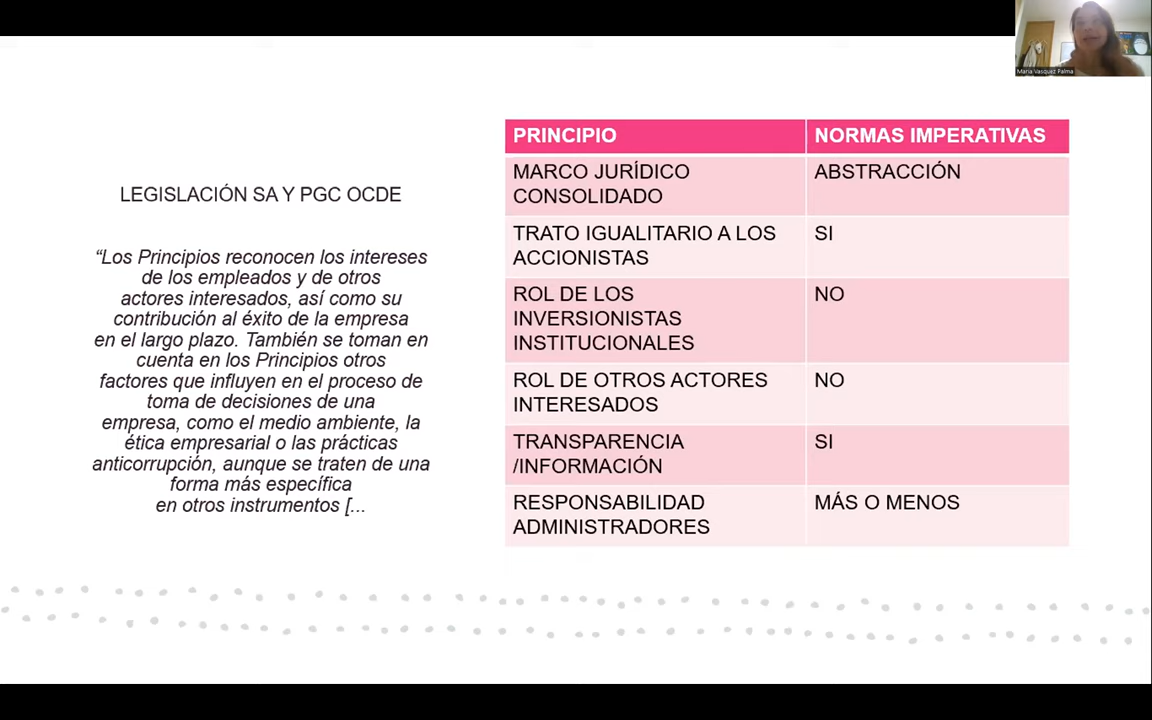 Maria Vasquez Palma
LEGISLACIÓN SA Y PGC OCDE
“Los Principios reconocen los intereses
de los empleados y de otros
actores interesados, así como su
contribución al éxito de la empresa
en el largo plazo. También se toman en
cuenta en los Principios otros
factores que influyen en el proceso de
toma de decisiones de una
empresa, como el medio ambiente, la
ética empresarial o las prácticas
anticorrupción, aunque se traten de una
forma más específica
en otros instrumentos [...
PRINCIPIO
NORMAS IMPERATIVAS
MARCO JURÍDICO
CONSOLIDADO
ABSTRACCIÓN
TRATO IGUALITARIO A LOS
ACCIONISTAS
SI
ROL DE LOS
INVERSIONISTAS
INSTITUCIONALES
NO
ROL DE OTROS ACTORES
INTERESADOS
NO
TRANSPARENCIA
/INFORMACIÓN
SI
RESPONSABILIDAD
ADMINISTRADORES
MÁS O MENOS